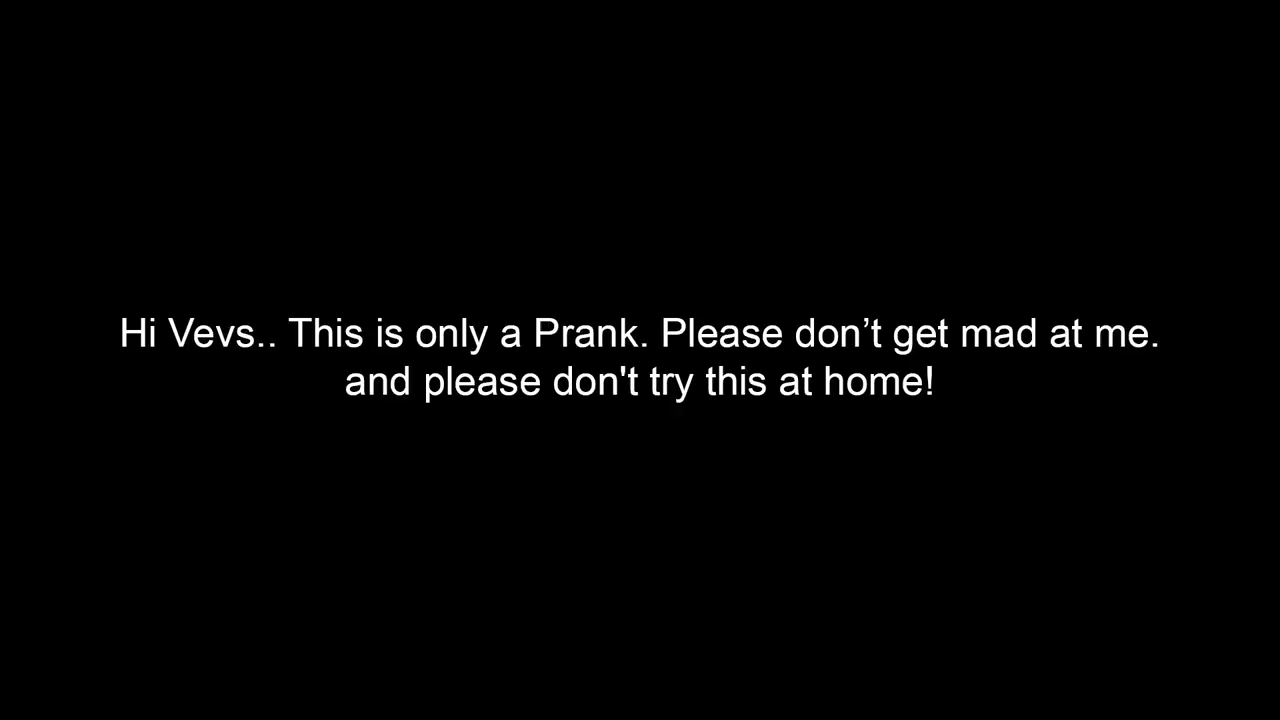 Hi Vevs.. This is only a Prank. Please don’t get mad at me.
and please don't try this at home!